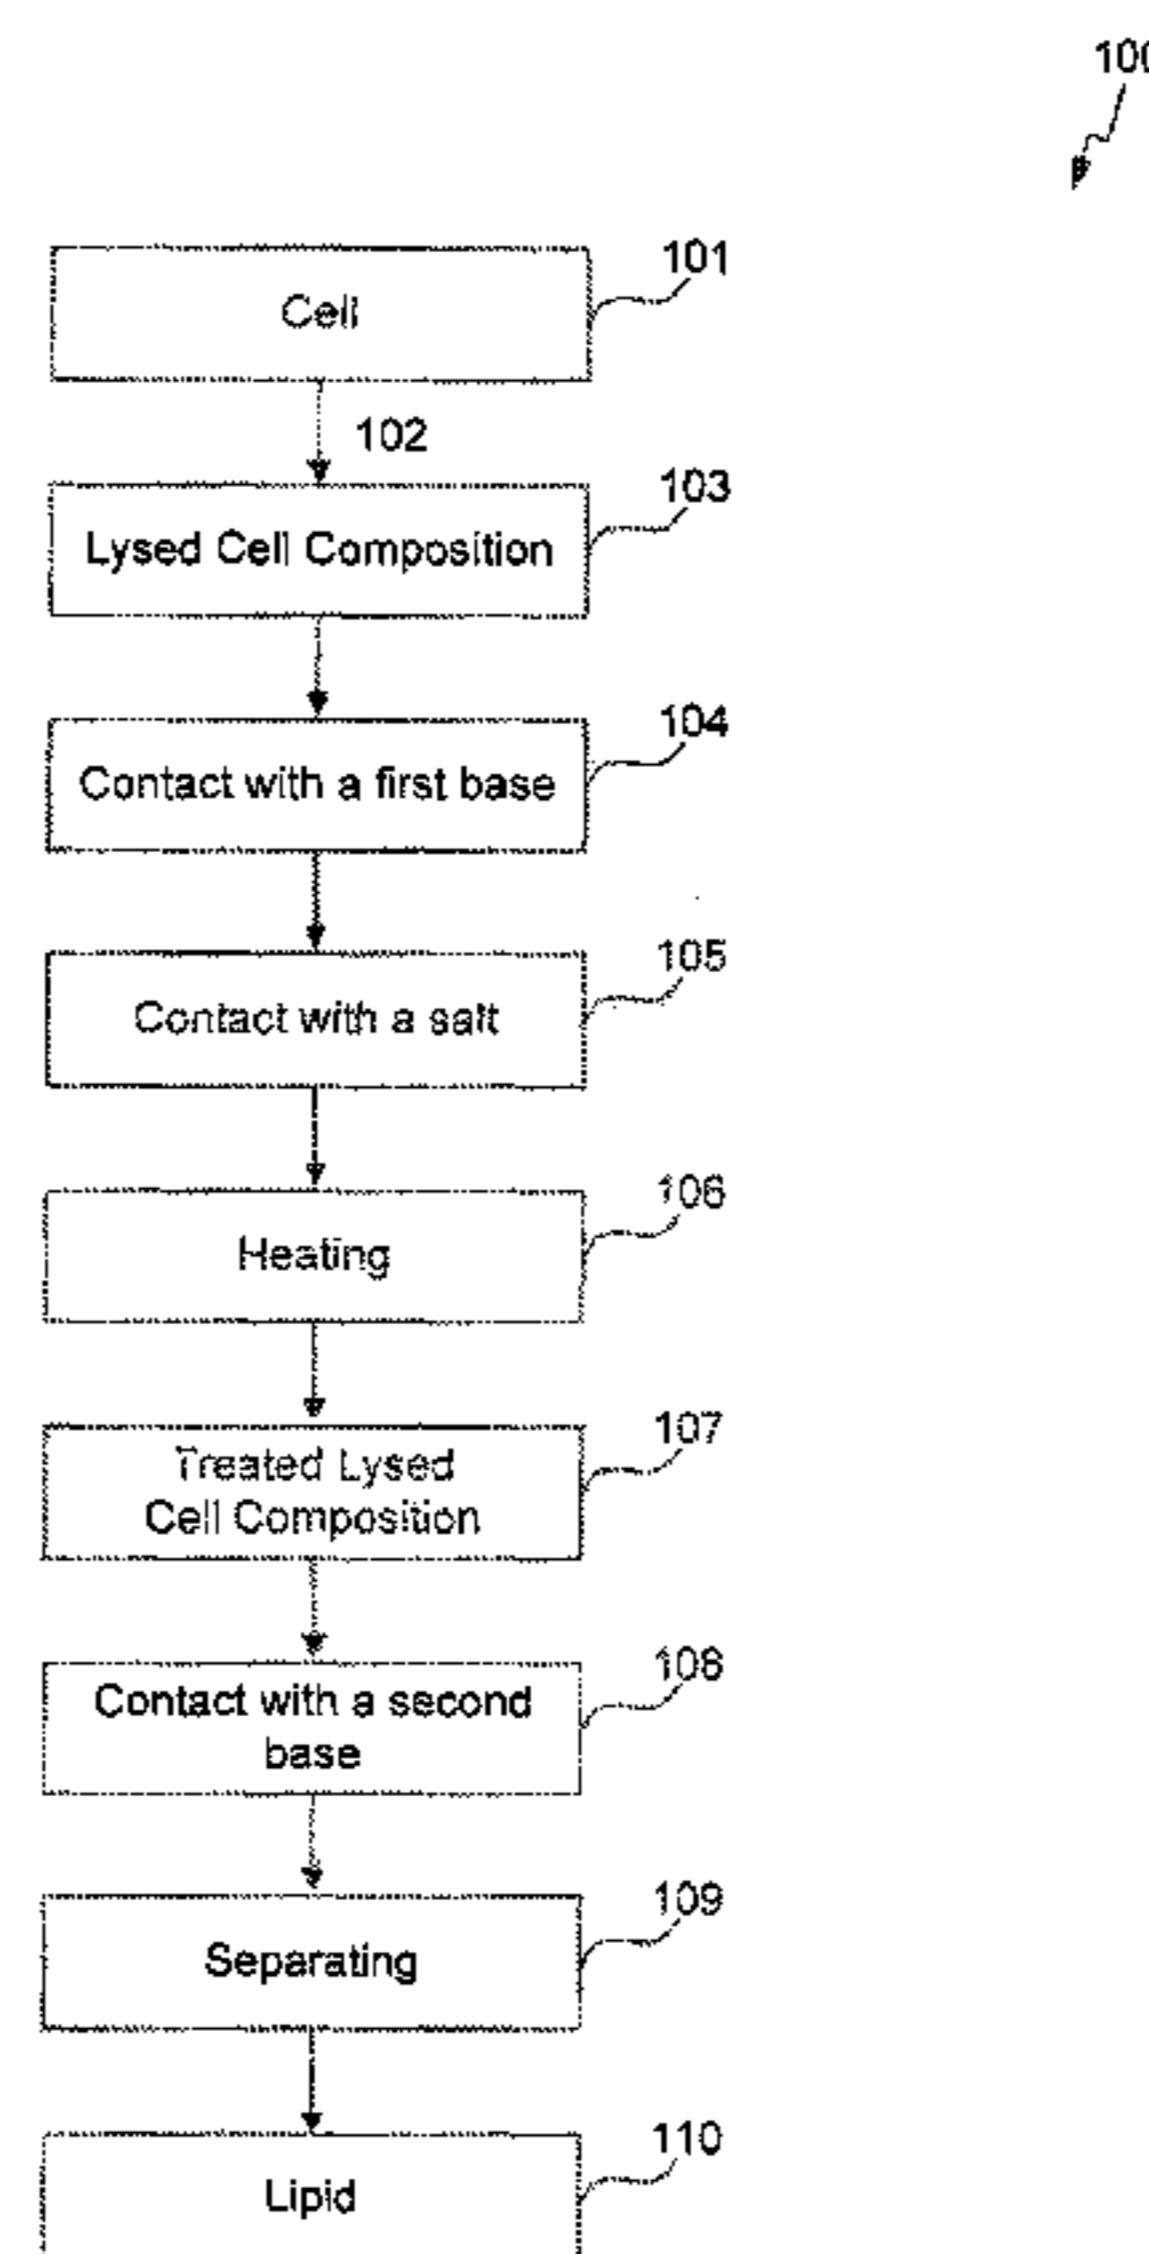 100
101
Cell
102
103
Lysed Cell Composition
104
Contact with a first base
105
Contact with a salt
106
Heating
107
Treated Lysed
Cell Composition
108
Contact with a second
base
109
Separating
110
Lipid